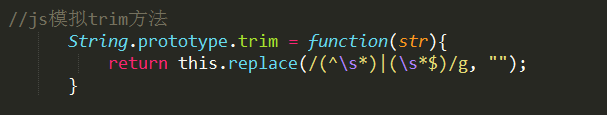 //js模拟trim方法
String.prototype.trim = function(str){
return this.replace(/(^\s*)|(\s*$)/g, "");
}